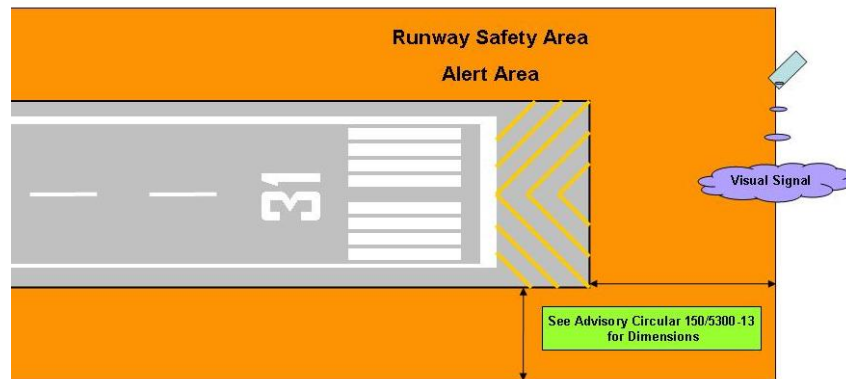 Runway Safety Area
Alert Area
Visual Signal
31
See Advisory Circular 150/5300-13
for Dimensions